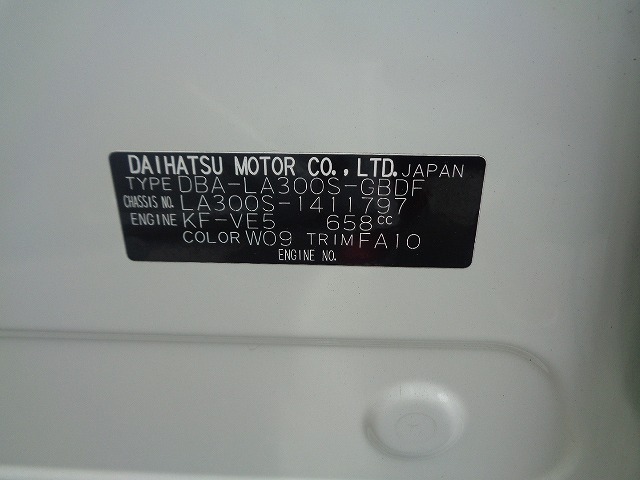 DAIHATSU MOTOR CO.,LTD. JAPAN
TYPE DBA-LA300S-GBDF
CHASSIS NO. LA300S-1411797
ENGINE KF-VE5 658cc
COLOR W09 TRIM FA10
ENGINE NO.